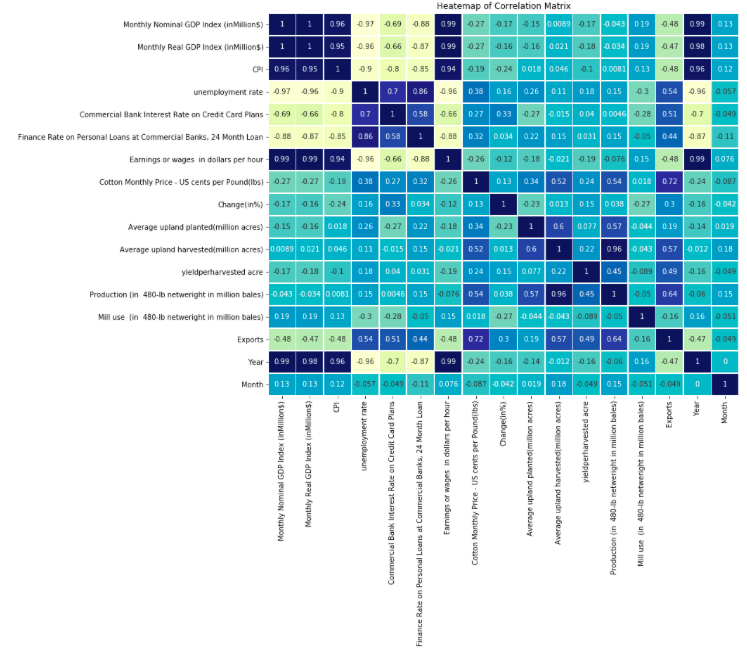 Heatemap of Correlation Matrix
Monthly Nominal GDP Index (inMillion$) 1 1 0.96 -0.97 -0.69 -0.88 0.99 -0.27 -0.17 -0.15 0.0089 -0.17 -0.043 0.19 -0.48 0.99 0.13
Monthly Real GDP Index (inMillion$) 1 1 0.95 -0.96 -0.66 -0.87 0.99 -0.27 -0.16 -0.16 0.021 -0.18 -0.034 0.19 -0.47 0.98 0.13
CPI 0.96 0.95 1 -0.9 -0.8 -0.85 0.94 -0.19 -0.24 0.018 0.046 -0.1 0.0081 0.13 -0.48 0.96 0.12
unemployment rate -0.97 -0.96 -0.9 1 0.7 0.86 -0.96 0.38 0.16 0.26 0.11 0.18 0.15 -0.3 0.54 -0.96 -0.057
Commercial Bank Interest Rate on Credit Card Plans -0.69 -0.66 -0.8 0.7 1 0.58 -0.66 0.27 0.33 -0.27 -0.015 0.04 0.0046 -0.28 0.51 -0.7 -0.049
Finance Rate on Personal Loans at Commercial Banks, 24 Month Loan -0.88 -0.87 -0.85 0.86 0.58 1 -0.88 0.32 0.034 0.22 0.15 0.031 0.15 -0.05 0.44 -0.87 -0.11
Earnings or wages  in dollars per hour 0.99 0.99 0.94 -0.96 -0.66 -0.88 1 -0.26 -0.12 -0.18 -0.021 -0.19 -0.076 0.15 -0.48 0.99 0.076
Cotton Monthly Price - US cents per Pound(lbs) -0.27 -0.27 -0.19 0.38 0.27 0.32 -0.26 1 0.13 0.34 0.52 0.24 0.54 0.018 0.72 -0.24 -0.087
Change(in%) -0.17 -0.16 -0.24 0.16 0.33 0.034 -0.12 0.13 1 -0.23 0.013 0.15 0.038 -0.27 0.3 -0.16 -0.042
Average upland planted(million acres) -0.15 -0.16 0.018 0.26 -0.27 0.22 -0.18 0.34 -0.23 1 0.6 0.077 0.57 -0.044 0.19 -0.14 0.019
Average upland harvested(million acres) 0.0089 0.021 0.046 0.11 -0.015 0.15 -0.021 0.52 0.013 0.6 1 0.22 0.96 -0.043 0.57 -0.012 0.18
yieldperharvested acre -0.17 -0.18 -0.1 0.18 0.04 0.031 -0.19 0.24 0.15 0.077 0.22 1 0.45 -0.089 0.49 -0.16 -0.049
Production (in  480-lb netweright in million bales) -0.043 -0.034 0.0081 0.15 0.0046 0.15 -0.076 0.54 0.038 0.57 0.96 0.45 1 -0.05 0.64 -0.06 0.15
Mill use  (in  480-lb netweright in million bales) 0.19 0.19 0.13 -0.3 -0.28 -0.05 0.15 0.018 -0.27 -0.044 -0.043 -0.089 -0.05 1 -0.16 0.16 -0.051
Exports -0.48 -0.47 -0.48 0.54 0.51 0.44 -0.48 0.72 0.3 0.19 0.57 0.49 0.64 -0.16 1 -0.47 -0.049
Year 0.99 0.98 0.96 -0.96 -0.7 -0.87 0.99 -0.24 -0.16 -0.14 -0.012 -0.16 -0.06 0.16 -0.47 1 0
Month 0.13 0.13 0.12 -0.057 -0.049 -0.11 0.076 -0.087 -0.042 0.019 0.18 -0.049 0.15 -0.051 -0.049 0 1
Monthly Nominal GDP Index (inMillion$)
Monthly Real GDP Index (inMillion$)
CPI
unemployment rate
Commercial Bank Interest Rate on Credit Card Plans
Finance Rate on Personal Loans at Commercial Banks, 24 Month Loan
Earnings or wages  in dollars per hour
Cotton Monthly Price - US cents per Pound(lbs)
Change(in%)
Average upland planted(million acres)
Average upland harvested(million acres)
yieldperharvested acre
Production (in  480-lb netweright in million bales)
Mill use  (in  480-lb netweright in million bales)
Exports
Year
Month